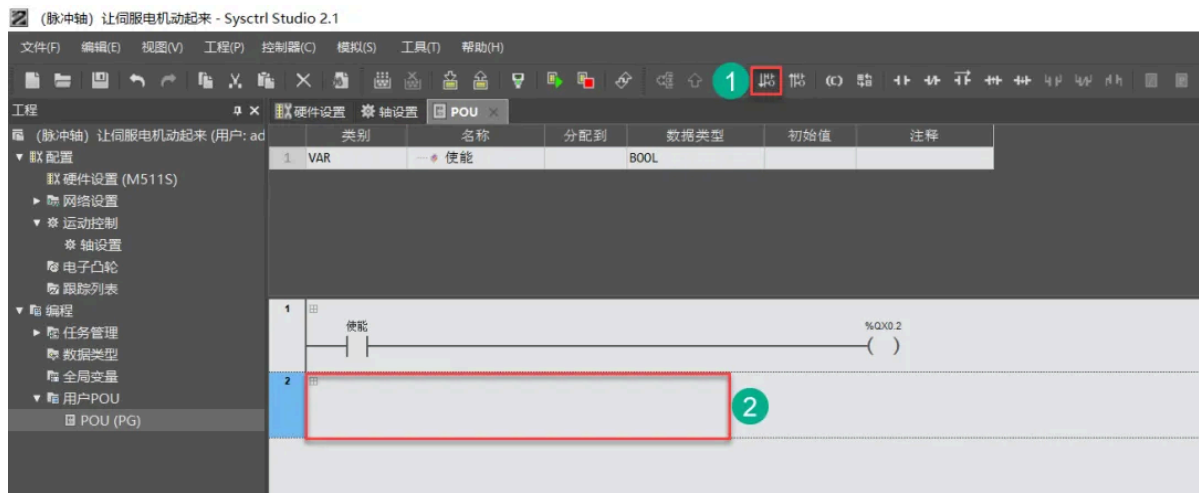 (脉冲轴) 让伺服电机动起来 - Sysctrl Studio 2.1
文件(F) 编辑(E) 视图(V) 工程(P) 控制器(C) 模拟(S) 工具(T) 帮助(H)
1
工程 硬件设置 轴设置 POU
(脉冲轴) 让伺服电机动起来 (用户: ad
类别 名称 分配到 数据类型 初始值 注释
1 VAR 使能 BOOL
配置
硬件设置 (M511S)
网络设置
运动控制
轴设置
电子凸轮
跟踪列表
编程
任务管理
数据类型
全局变量
用户POU
POU (PG)
1
使能 %QX0.2
2
2